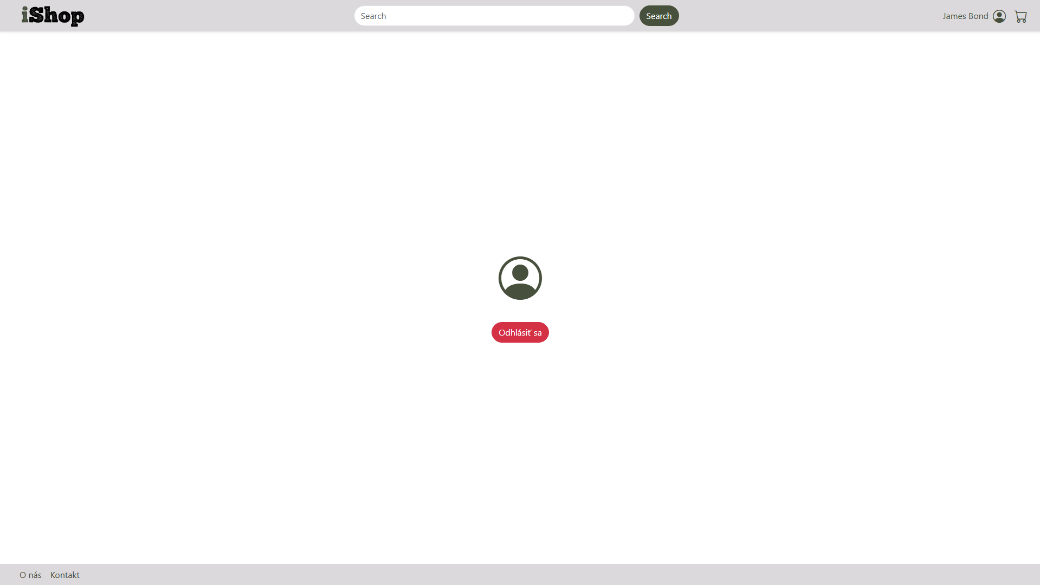 iShop
Search
Search
James Bond
Odhlásiť sa
O nás
Kontakt